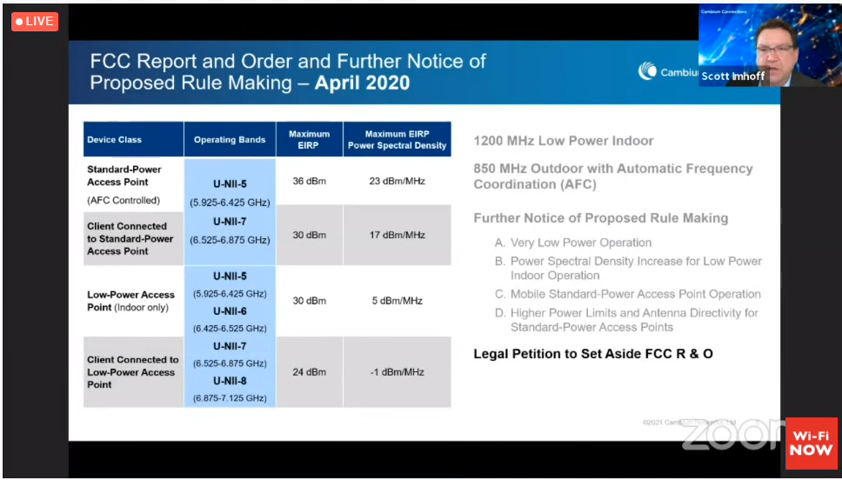 LIVE
Cambium Connections
Scott Imhoff
FCC Report and Order and Further Notice of
Proposed Rule Making – April 2020
Cambium
Device Class
Operating Bands
Maximum
EIRP
Maximum EIRP
Power Spectral Density
Standard-Power
Access Point
(AFC Controlled)
U-NII-5
(5.925-6.425 GHz)
U-NII-7
(6.525-6.875 GHz)
36 dBm
23 dBm/MHz
Client Connected
to Standard-Power
Access Point
30 dBm
17 dBm/MHz
Low-Power Access
Point (Indoor only)
U-NII-5
(5.925-6.425 GHz)
U-NII-6
(6.425-6.525 GHz)
U-NII-7
(6.525-6.875 GHz)
U-NII-8
(6.875-7.125 GHz)
30 dBm
5 dBm/MHz
Client Connected to
Low-Power Access
Point
24 dBm
-1 dBm/MHz
1200 MHz Low Power Indoor
850 MHz Outdoor with Automatic Frequency
Coordination (AFC)
Further Notice of Proposed Rule Making
A. Very Low Power Operation
B. Power Spectral Density Increase for Low Power
Indoor Operation
C. Mobile Standard-Power Access Point Operation
D. Higher Power Limits and Antenna Directivity for
Standard-Power Access Points
Legal Petition to Set Aside FCC R & O
©2021 Cambium
zoom
Wi-Fi
NOW